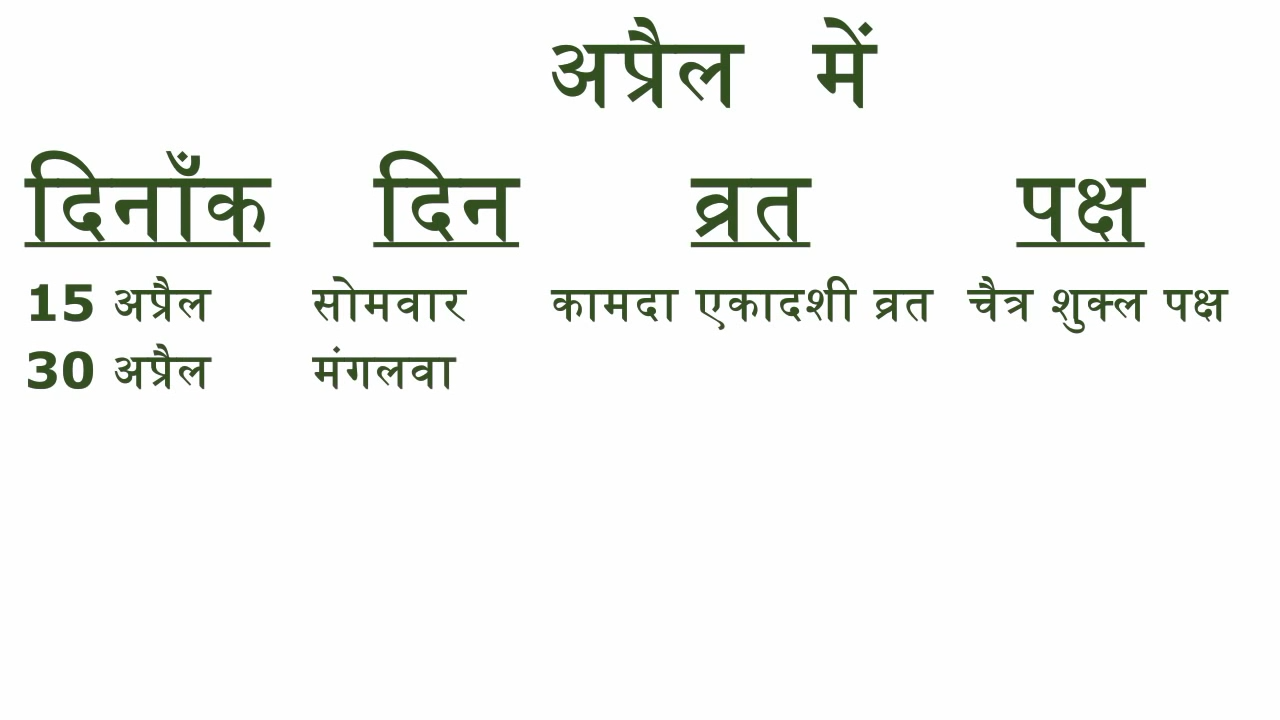 अप्रैल में
दिनाँक दिन व्रत पक्ष
15 अप्रैल सोमवार कामदा एकादशी व्रत चैत्र शुक्ल पक्ष
30 अप्रैल मंगलवा